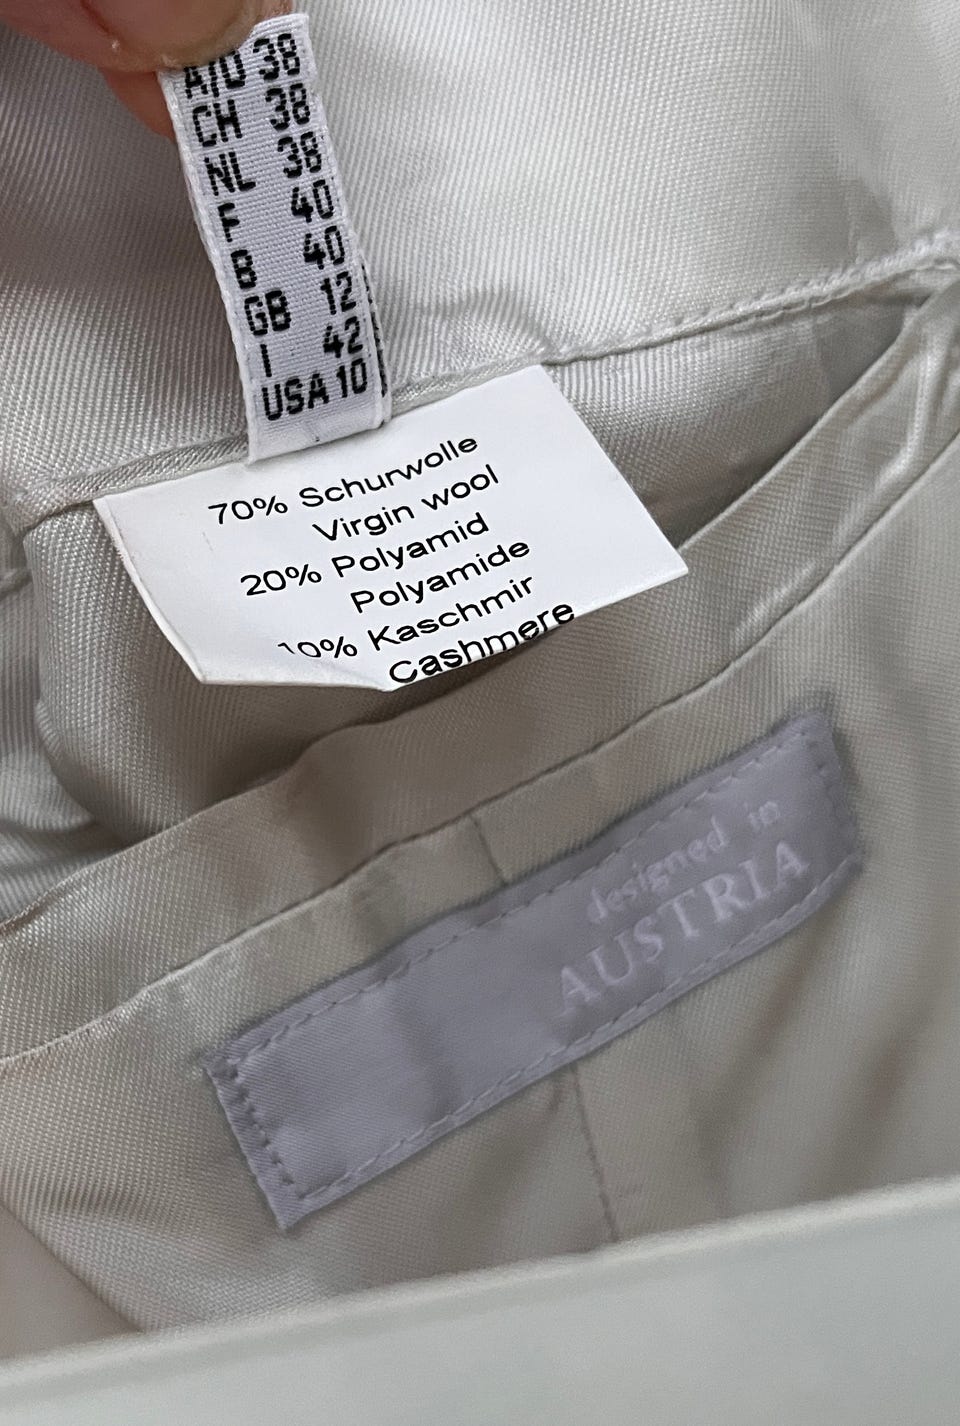 A/D 38
CH 38
NL 38
F 40
B 40
GB 12
I 42
USA 10
70% Schurwolle
Virgin wool
20% Polyamid
Polyamide
10% Kaschmir
Cashmere
designed in
AUSTRIA